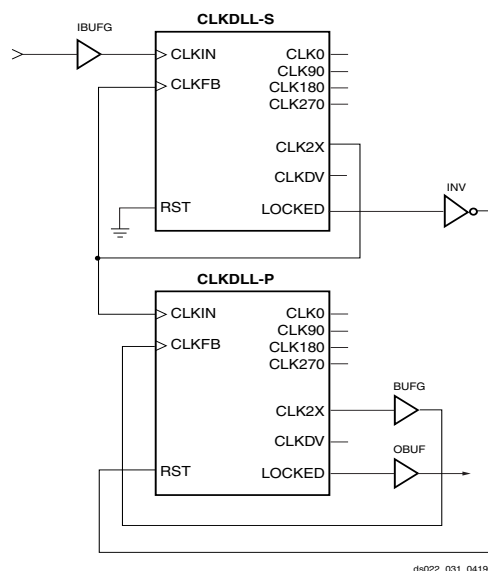 CLKDLL-S
IBUFG
CLKIN
CLKFB
RST
CLK0
CLK90
CLK180
CLK270
CLK2X
CLKDV
LOCKED
INV
CLKDLL-P
CLKIN
CLKFB
RST
CLK0
CLK90
CLK180
CLK270
CLK2X
CLKDV
LOCKED
BUFG
OBUF
ds022_031_0419